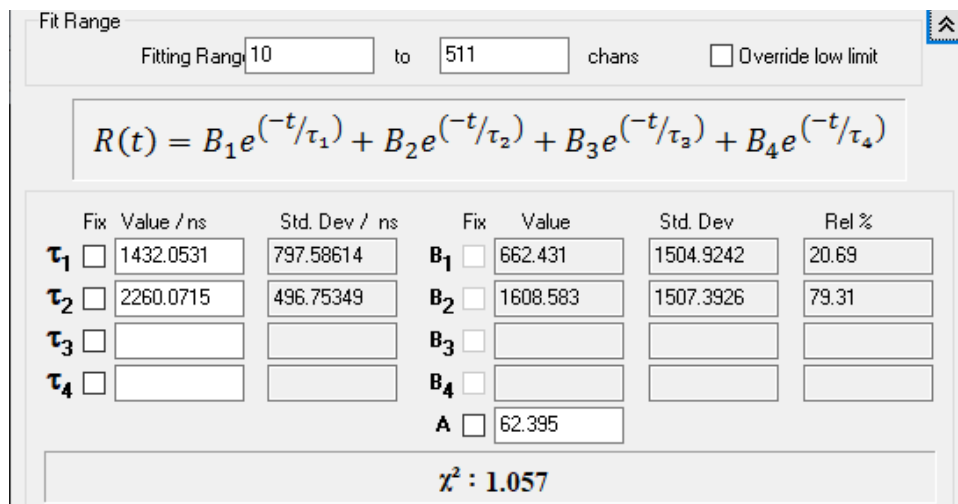 Fit Range
Fitting Rang 10 to 511 chans Override low limit
R(t) = B₁e^(-t/τ₁) + B₂e^(-t/τ₂) + B₃e^(-t/τ₃) + B₄e^(-t/τ₄)
Fix Value / ns Std. Dev / ns Fix Value Std. Dev Rel %
τ₁ 1432.0531 797.58614 B₁ 662.431 1504.9242 20.69
τ₂ 2260.0715 496.75349 B₂ 1608.583 1507.3926 79.31
τ₃ B₃
τ₄ B₄
A 62.395
χ² : 1.057